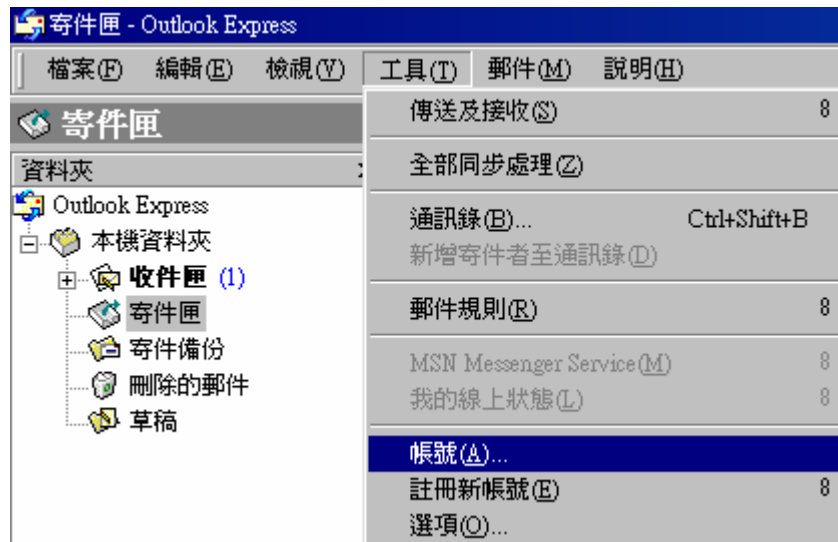 寄件匣 - Outlook Express
檔案(F) 編輯(E) 檢視(V) 工具(T) 郵件(M) 說明(H)
寄件匣
資料夾
Outlook Express
本機資料夾
收件匣 (1)
寄件匣
寄件備份
刪除的郵件
草稿
傳送及接收(S) 8
全部同步處理(Z)
通訊錄(B)... Ctrl+Shift+B
新增寄件者至通訊錄(D)
郵件規則(R) 8
MSN Messenger Service(M) 8
我的線上狀態(L) 8
帳號(A)...
註冊新帳號(E) 8
選項(O)...